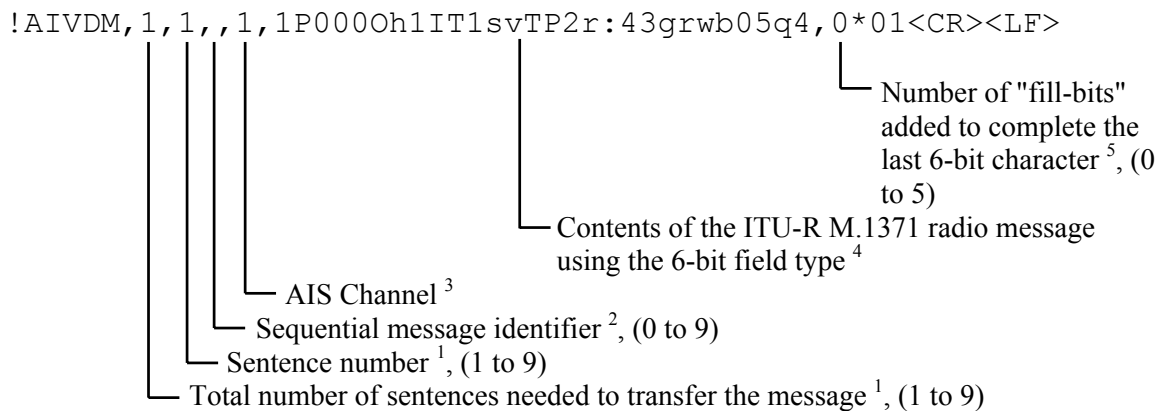 !AIVDM,1,1,,1,1P000Oh1IT1svTP2r:43grwb05q4,0*01<CR><LF>
Number of "fill-bits"
added to complete the
last 6-bit character 5, (0
to 5)
Contents of the ITU-R M.1371 radio message
using the 6-bit field type 4
AIS Channel 3
Sequential message identifier 2, (0 to 9)
Sentence number 1, (1 to 9)
Total number of sentences needed to transfer the message 1, (1 to 9)